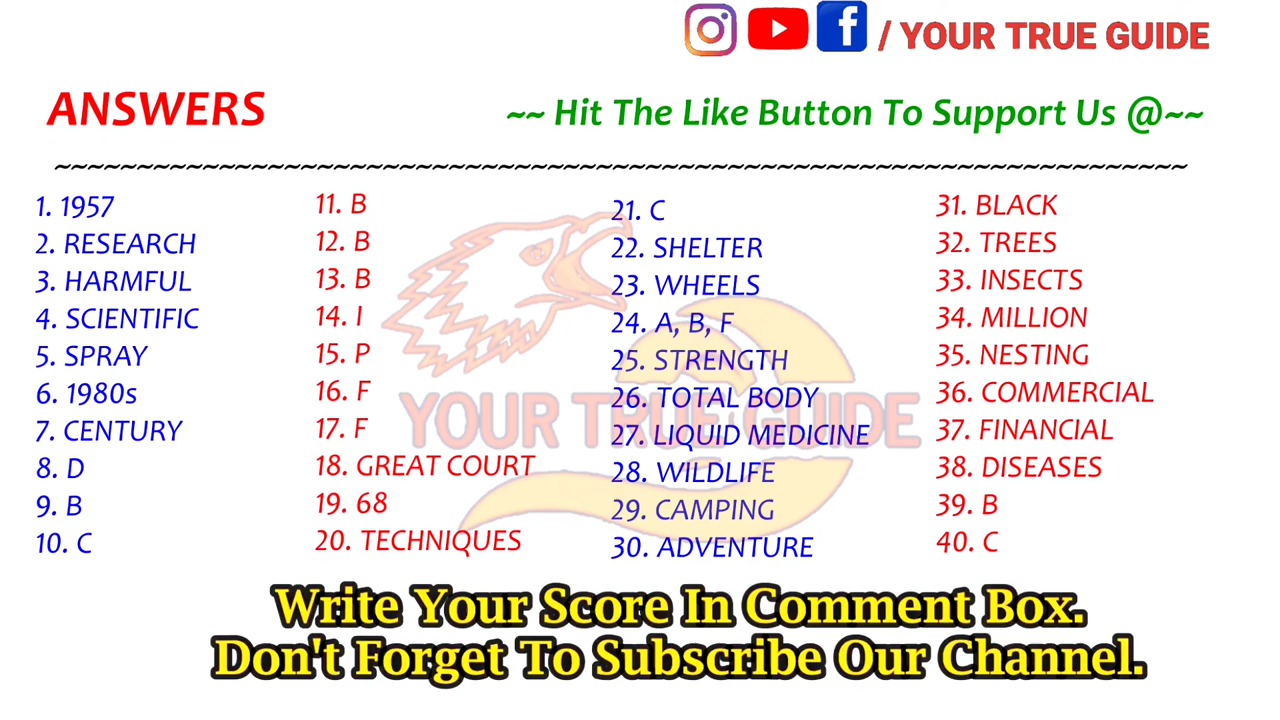 / YOUR TRUE GUIDE
ANSWERS
~~ Hit The Like Button To Support Us @~~
~~~~~~~~~~~~~~~~~~~~~~~~~~~~~~~~~~~~~~~~~~~~~~~~~~~~~~~~~~~~~~~~~~~~~
1. 1957
2. RESEARCH
3. HARMFUL
4. SCIENTIFIC
5. SPRAY
6. 1980s
7. CENTURY
8. D
9. B
10. C
11. B
12. B
13. B
14. I
15. P
16. F
17. F
18. GREAT COURT
19. 68
20. TECHNIQUES
21. C
22. SHELTER
23. WHEELS
24. A, B, F
25. STRENGTH
26. TOTAL BODY
27. LIQUID MEDICINE
28. WILDLIFE
29. CAMPING
30. ADVENTURE
31. BLACK
32. TREES
33. INSECTS
34. MILLION
35. NESTING
36. COMMERCIAL
37. FINANCIAL
38. DISEASES
39. B
40. C
YOUR TRUE GUIDE
Write Your Score In Comment Box.
Don't Forget To Subscribe Our Channel.